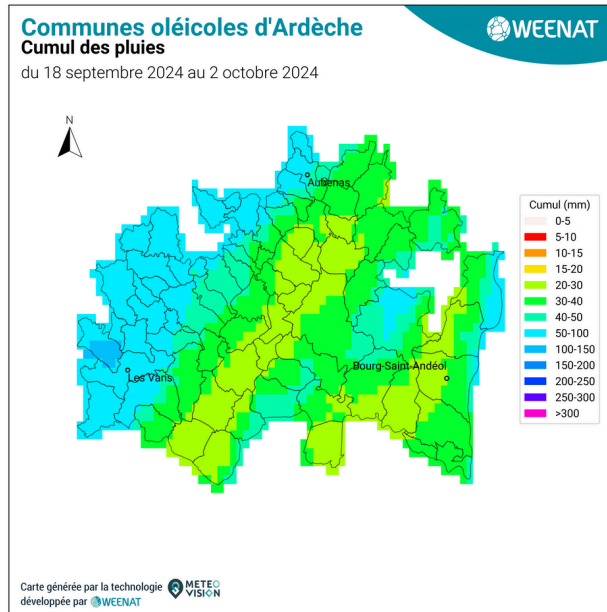 Communes oléicoles d'Ardèche
Cumul des pluies
du 18 septembre 2024 au 2 octobre 2024
WEENAT
N
Aubenas
Cumul (mm)
0-5
5-10
10-15
15-20
20-30
30-40
40-50
50-100
100-150
150-200
200-250
250-300
>300
Bourg-Saint-Andéol
Les Vans
Carte générée par la technologie METEO VISION
développée par WEENAT